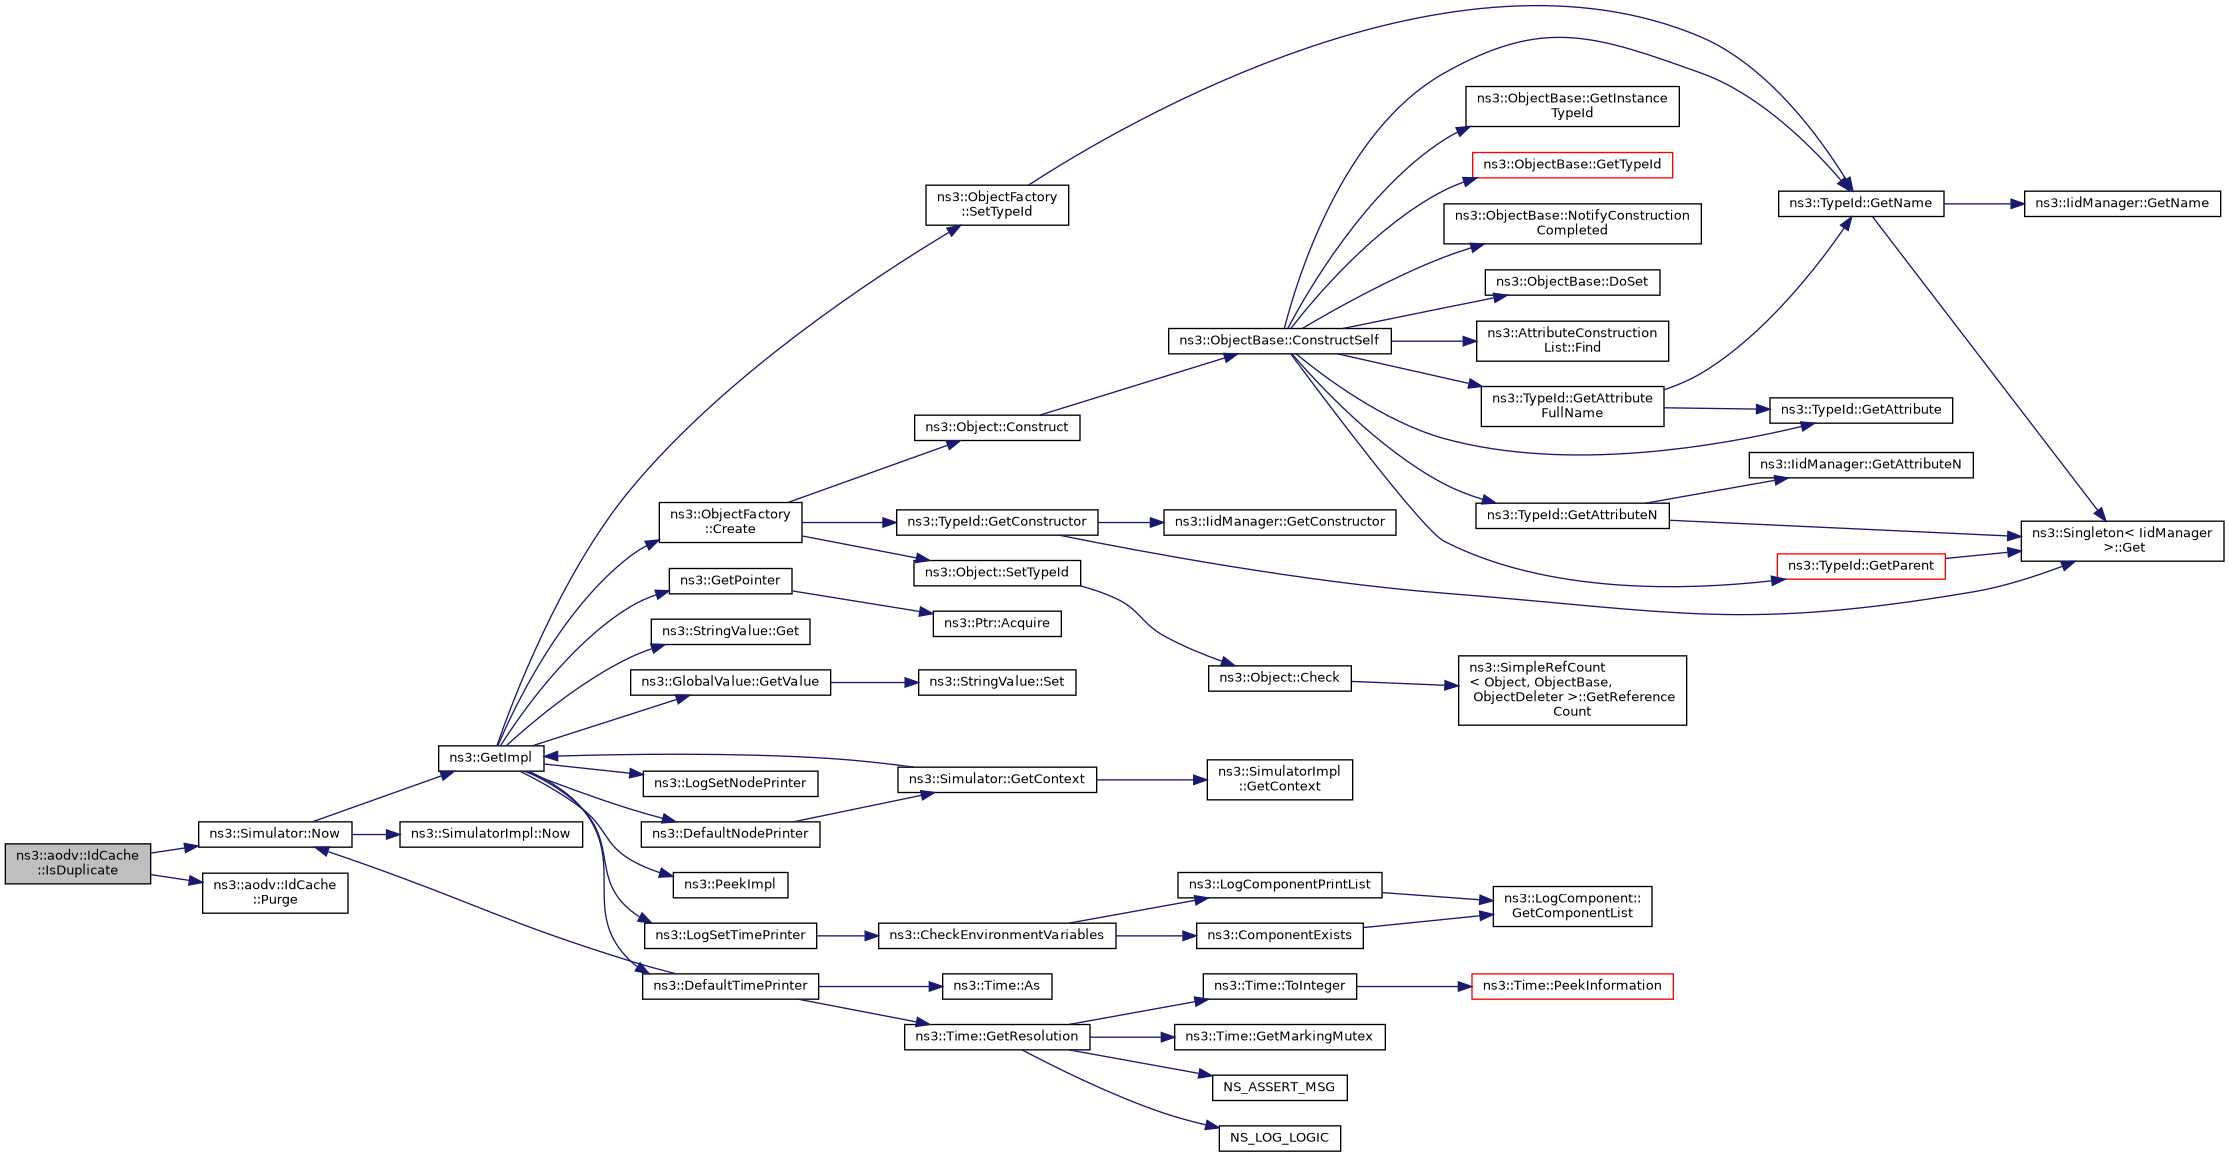 ns3::aodv::IdCache
::IsDuplicate
ns3::Simulator::Now
ns3::aodv::IdCache
::Purge
ns3::GetImpl
ns3::SimulatorImpl::Now
ns3::ObjectFactory
::SetTypeId
ns3::ObjectFactory
::Create
ns3::GetPointer
ns3::StringValue::Get
ns3::GlobalValue::GetValue
ns3::LogSetNodePrinter
ns3::DefaultNodePrinter
ns3::PeekImpl
ns3::LogSetTimePrinter
ns3::DefaultTimePrinter
ns3::Object::Construct
ns3::TypeId::GetConstructor
ns3::Object::SetTypeId
ns3::Ptr::Acquire
ns3::StringValue::Set
ns3::Simulator::GetContext
ns3::CheckEnvironmentVariables
ns3::Time::As
ns3::Time::GetResolution
ns3::ObjectBase::ConstructSelf
ns3::IidManager::GetConstructor
ns3::Object::Check
ns3::SimulatorImpl
::GetContext
ns3::LogComponentPrintList
ns3::ComponentExists
ns3::Time::ToInteger
ns3::Time::GetMarkingMutex
NS_ASSERT_MSG
NS_LOG_LOGIC
ns3::ObjectBase::GetInstance
TypeId
ns3::ObjectBase::GetTypeId
ns3::ObjectBase::NotifyConstruction
Completed
ns3::ObjectBase::DoSet
ns3::AttributeConstruction
List::Find
ns3::TypeId::GetAttribute
FullName
ns3::TypeId::GetAttributeN
ns3::SimpleRefCount
< Object, ObjectBase,
ObjectDeleter >::GetReference
Count
ns3::LogComponent::
GetComponentList
ns3::Time::PeekInformation
ns3::TypeId::GetName
ns3::TypeId::GetAttribute
ns3::IidManager::GetAttributeN
ns3::TypeId::GetParent
ns3::IidManager::GetName
ns3::Singleton< IidManager
>::Get